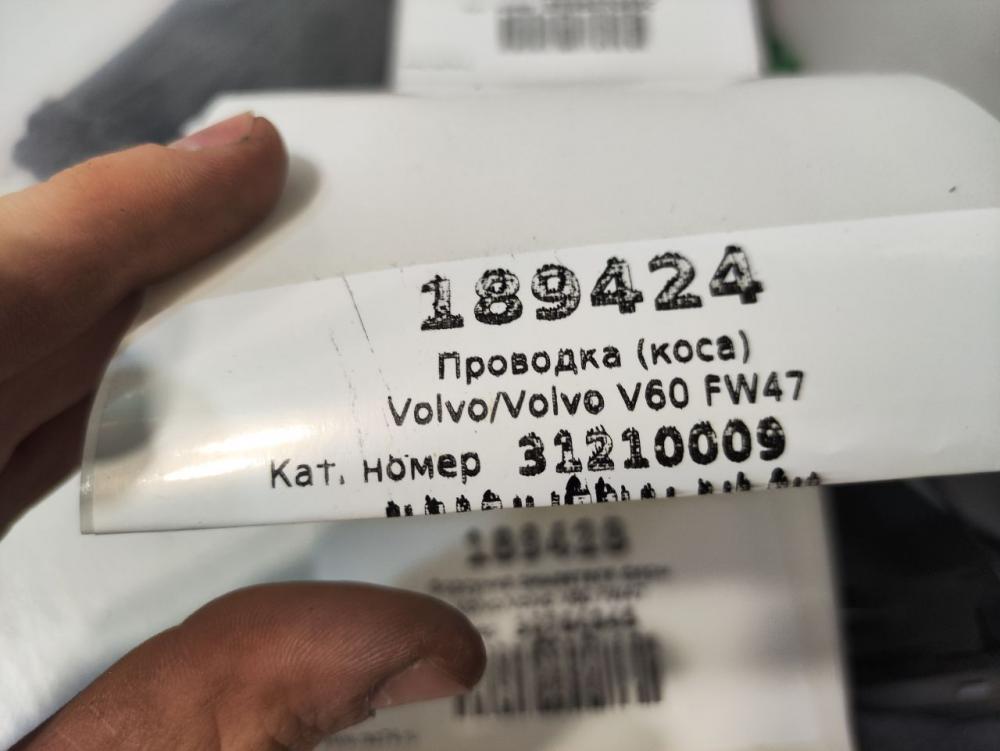 189424
Проводка (коса)
Volvo/Volvo V60 FW47
Кат. номер 31210009
189428